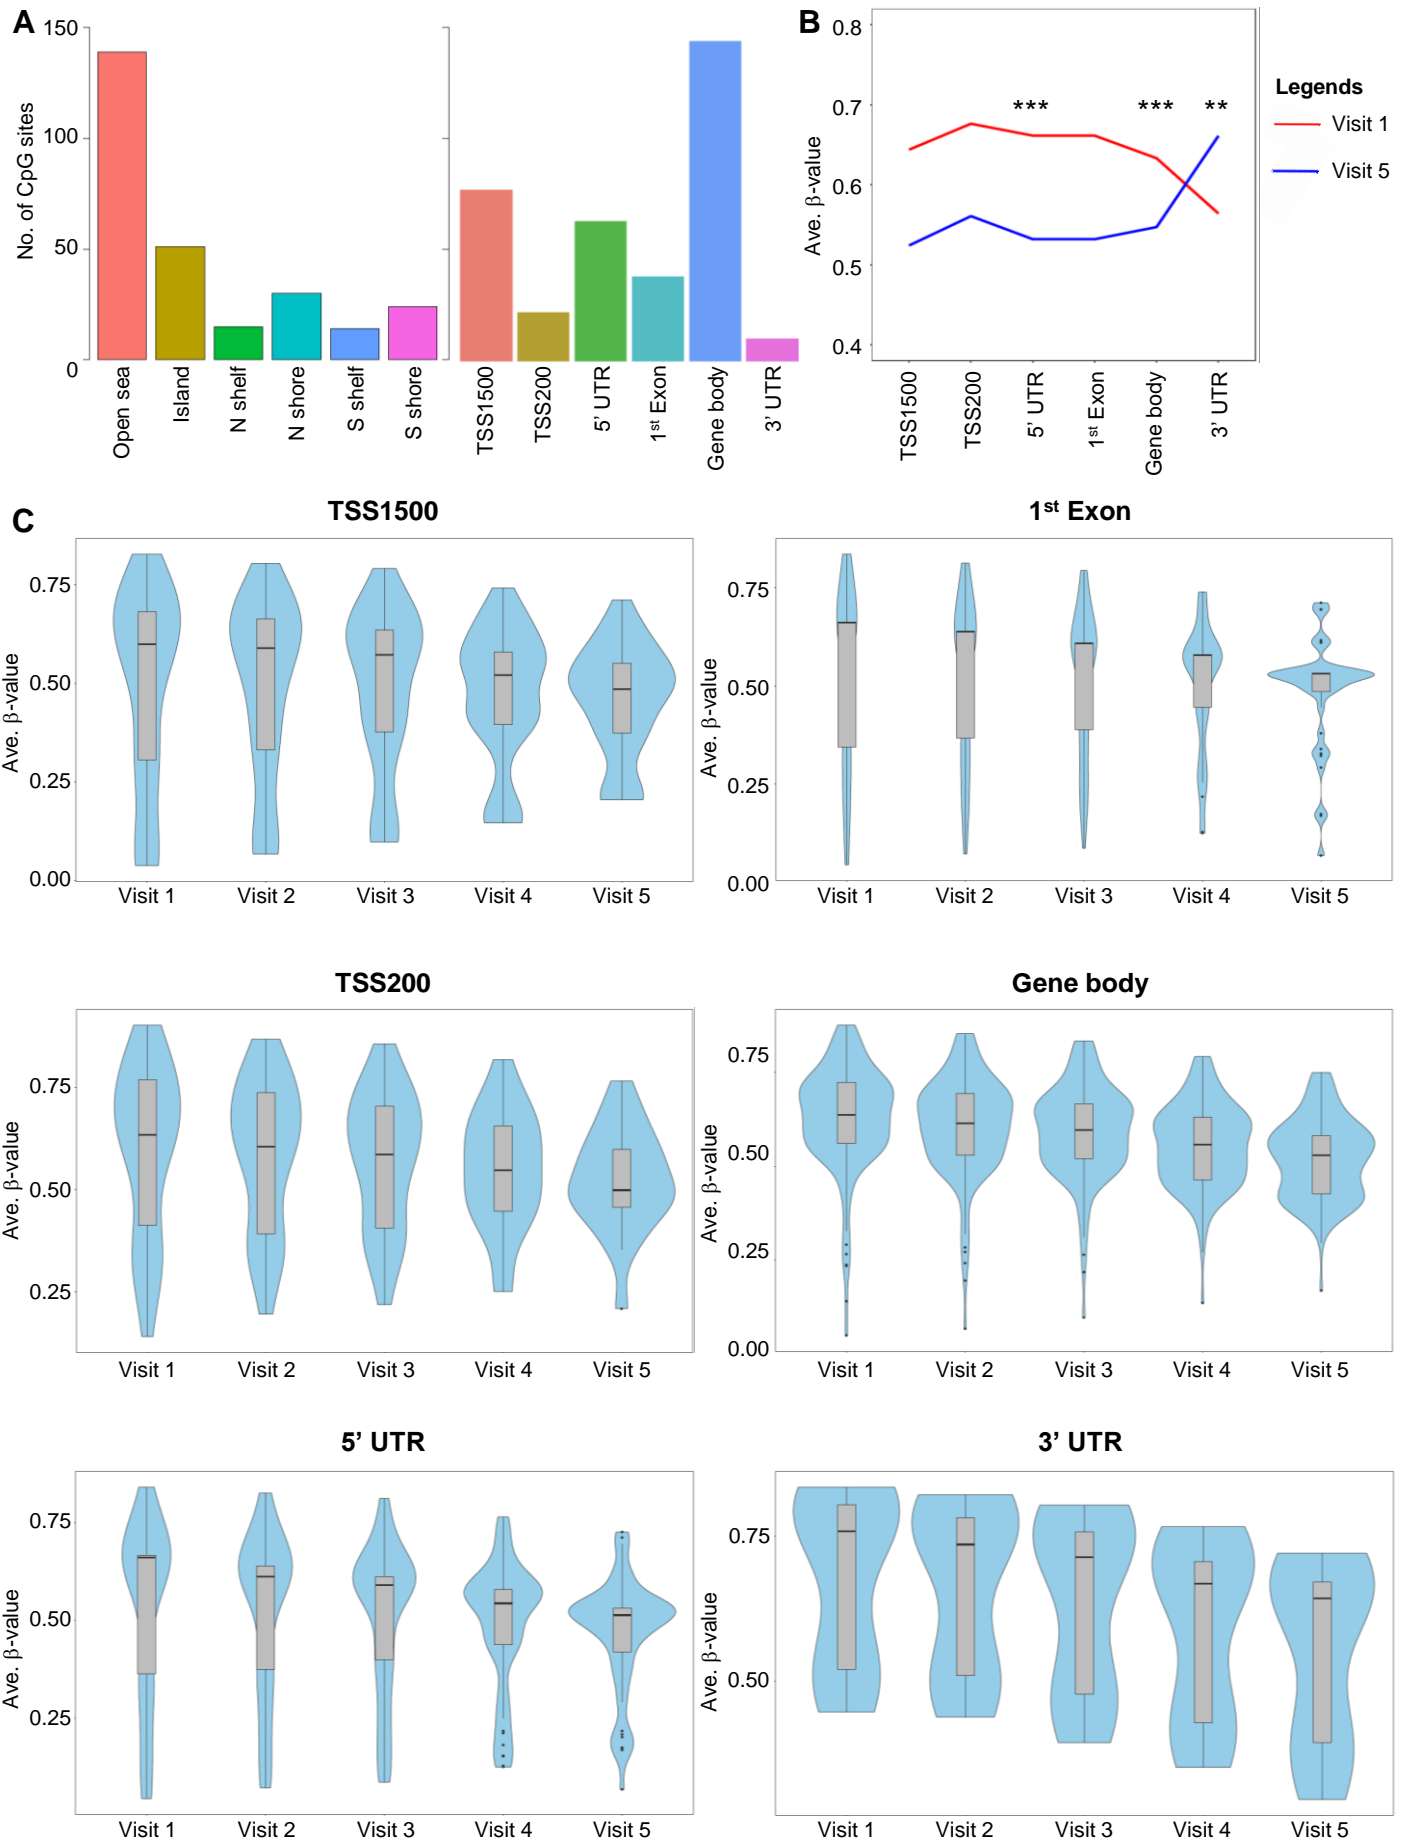 A
150
100
50
0
No. of CpG sites
Open sea
Island
N shelf
N shore
S shelf
S shore
TSS1500
TSS200
5’ UTR
1st Exon
Gene body
3’ UTR
B
0.8
0.7
0.6
0.5
0.4
Ave. β-value
*** *** **
TSS1500
TSS200
5’ UTR
1st Exon
Gene body
3’ UTR
Legends
Visit 1
Visit 5
C
TSS1500
0.75
0.50
0.25
0.00
Ave. β-value
Visit 1 Visit 2 Visit 3 Visit 4 Visit 5
1st Exon
0.75
0.50
0.25
0.00
Ave. β-value
Visit 1 Visit 2 Visit 3 Visit 4 Visit 5
TSS200
0.75
0.50
0.25
Ave. β-value
Visit 1 Visit 2 Visit 3 Visit 4 Visit 5
Gene body
0.75
0.50
0.25
0.00
Ave. β-value
Visit 1 Visit 2 Visit 3 Visit 4 Visit 5
5’ UTR
0.75
0.50
0.25
Ave. β-value
Visit 1 Visit 2 Visit 3 Visit 4 Visit 5
3’ UTR
0.75
0.50
Ave. β-value
Visit 1 Visit 2 Visit 3 Visit 4 Visit 5